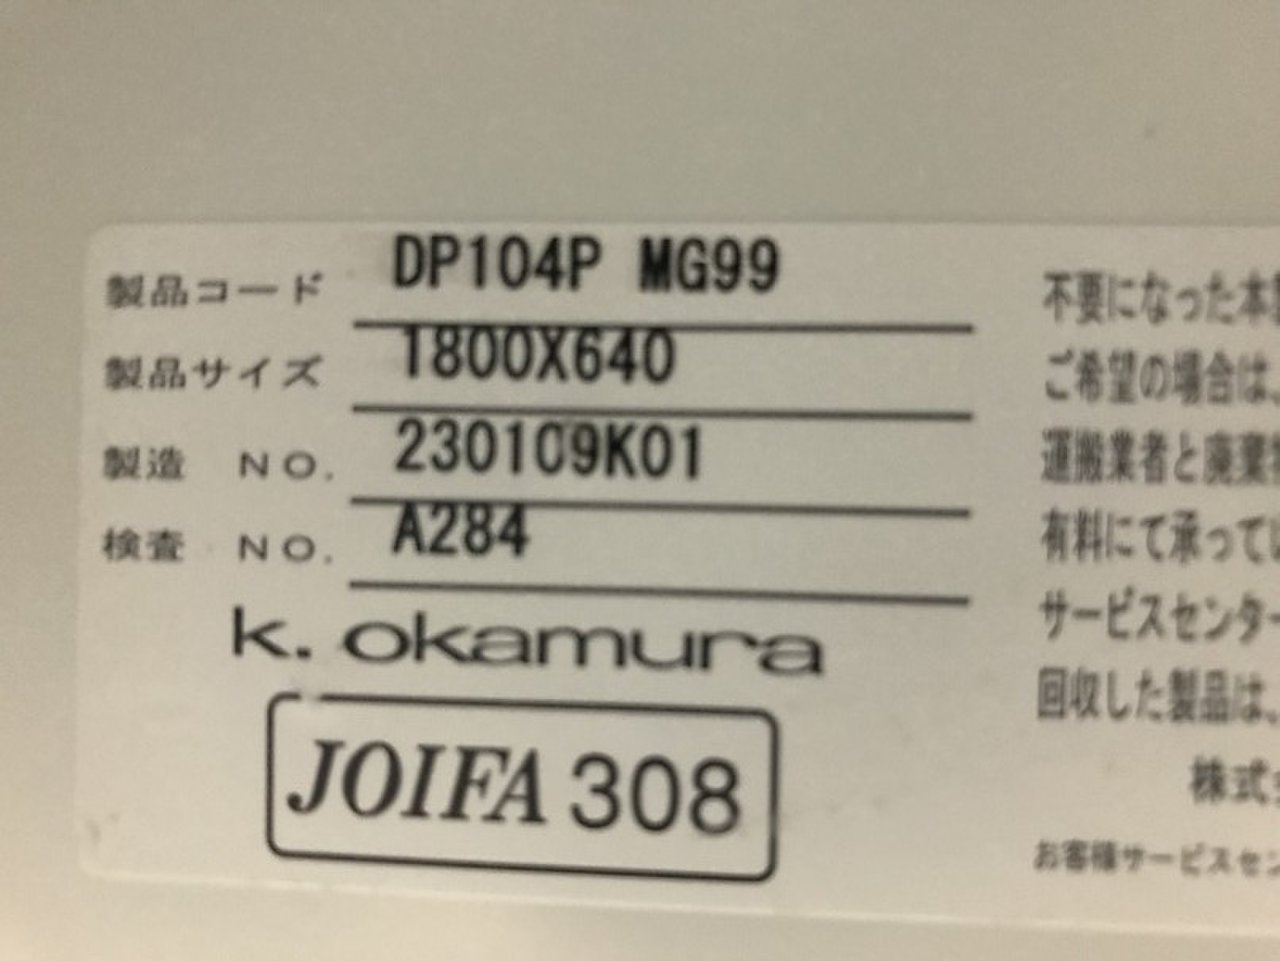 製品コード DP104P MG99
製品サイズ 1800X640
製造 NO. 230109K01
検査 NO. A284
k. okamura
JOIFA 308
不要になった本
ご希望の場合は、
運搬業者と廃棄
有料にて承って
サービスセンター
回収した製品は、
株式
お客様サービスセン